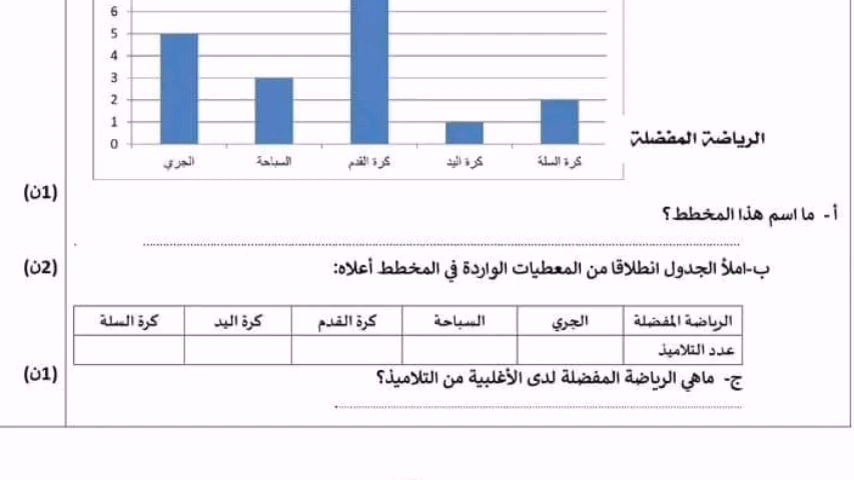 6
5
4
3
2
1
0
الجري السباحة كرة القدم كرة اليد كرة السلة
الرياضة المفضلة
أ- ما اسم هذا المخطط؟ (1ن)
ب-املأ الجدول انطلاقا من المعطيات الواردة في المخطط أعلاه: (2ن)
الرياضة المفضلة الجري السباحة كرة القدم كرة اليد كرة السلة
عدد التلاميذ
ج- ماهي الرياضة المفضلة لدى الأغلبية من التلاميذ؟ (1ن)